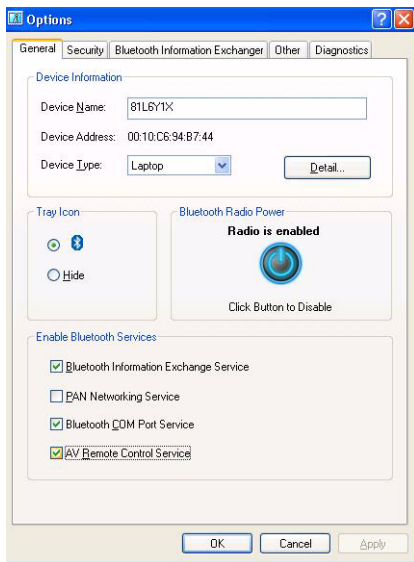 Options
General Security Bluetooth Information Exchanger Other Diagnostics
Device Information
Device Name: 81L6Y1X
Device Address: 00:10:C6:94:B7:44
Device Type: Laptop Detail...
Tray Icon
Hide
Bluetooth Radio Power
Radio is enabled
Click Button to Disable
Enable Bluetooth Services
Bluetooth Information Exchange Service
PAN Networking Service
Bluetooth COM Port Service
AV Remote Control Service
OK Cancel Apply